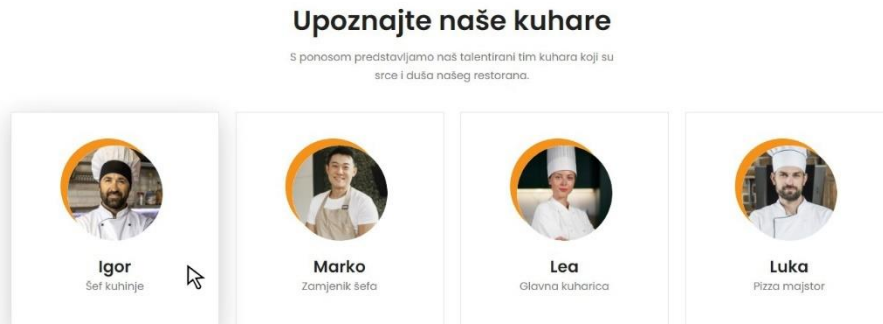 Upoznajte naše kuhare
S ponosom predstavljamo naš talentirani tim kuhara koji su
srce i duša našeg restorana.
Igor
Šef kuhinje
Marko
Zamjenik šefa
Lea
Glavna kuharica
Luka
Pizza majstor